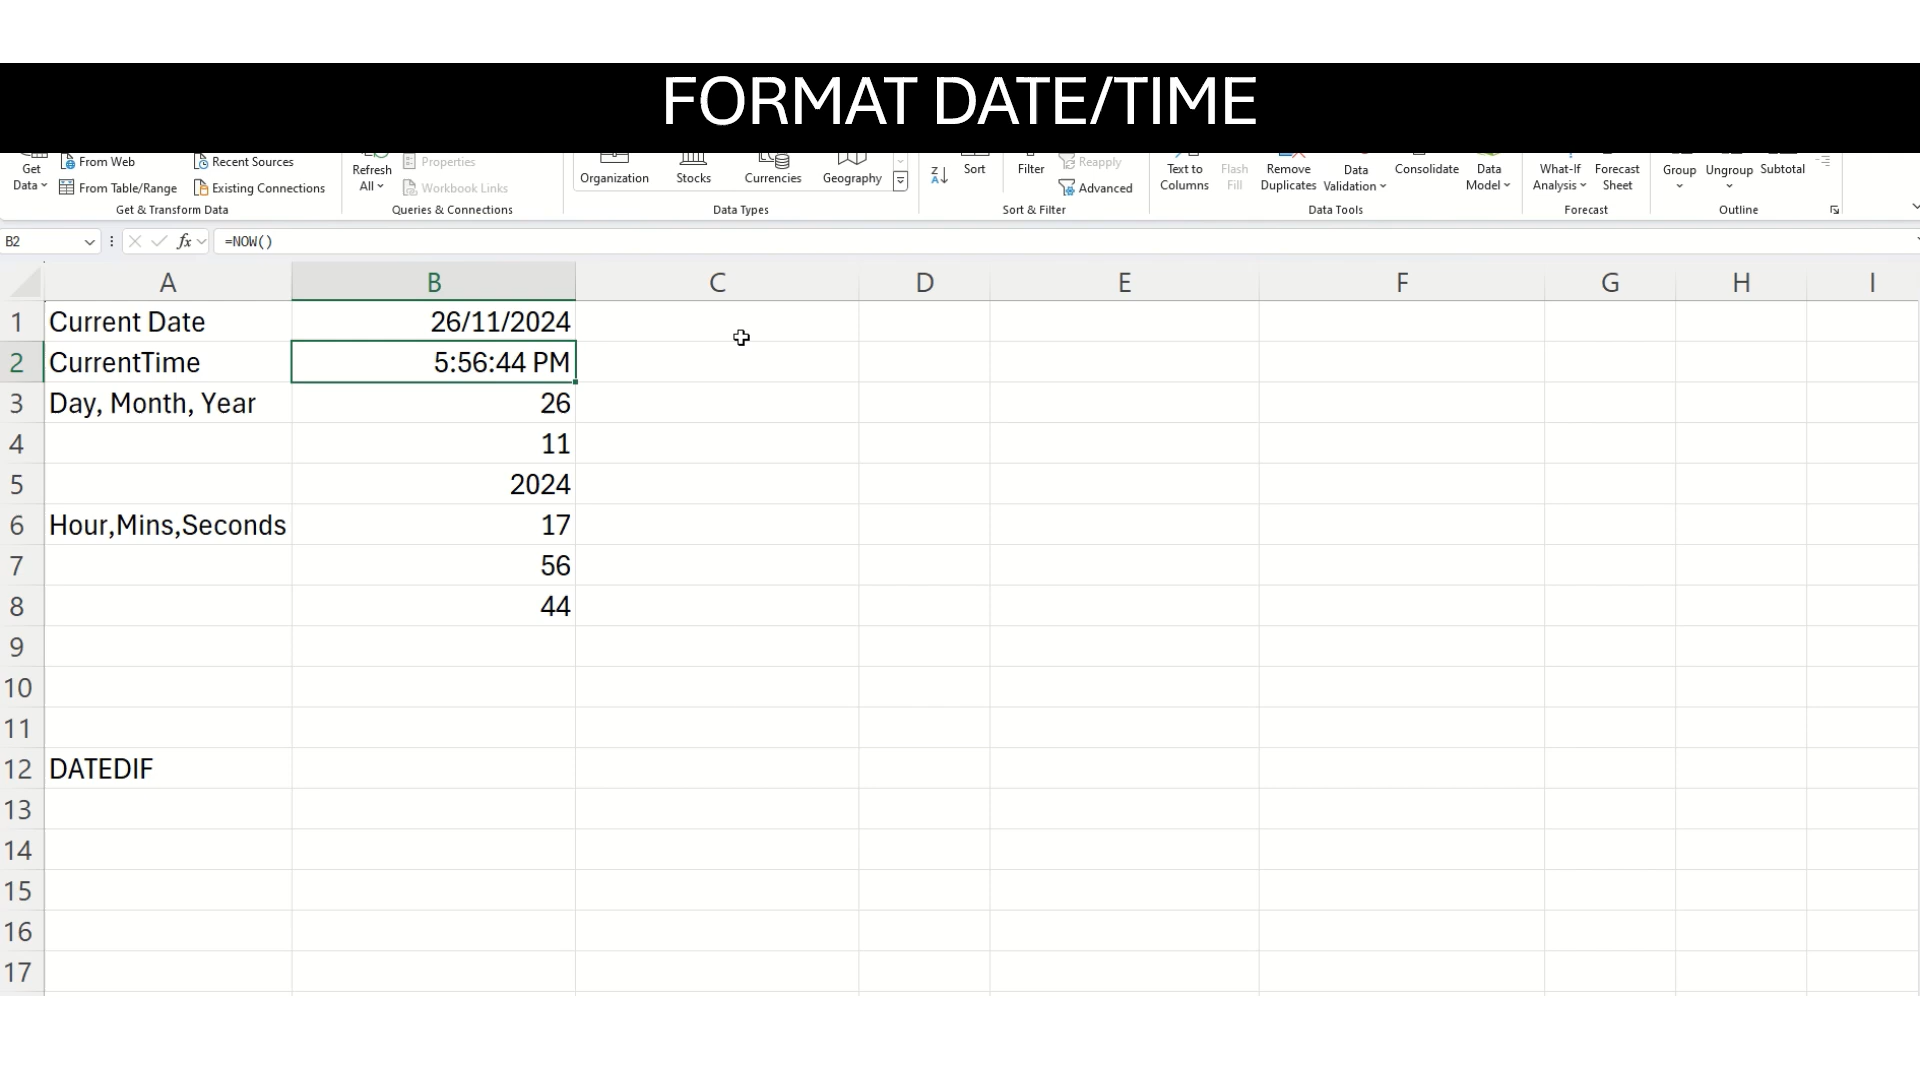 FORMAT DATE/TIME
Get Data From Web Recent Sources Refresh All Properties Organization Stocks Currencies Geography Sort Filter Reapply Text to Columns Flash Fill Remove Duplicates Data Validation Consolidate Data Model What-If Analysis Forecast Sheet Group Ungroup Subtotal
From Table/Range Existing Connections Workbook Links Advanced
Get & Transform Data Queries & Connections Data Types Sort & Filter Data Tools Forecast Outline
B2 fx =NOW()
A B C D E F G H I
1 Current Date 26/11/2024
2 CurrentTime 5:56:44 PM
3 Day, Month, Year 26
4 11
5 2024
6 Hour,Mins,Seconds 17
7 56
8 44
9
10
11
12 DATEDIF
13
14
15
16
17